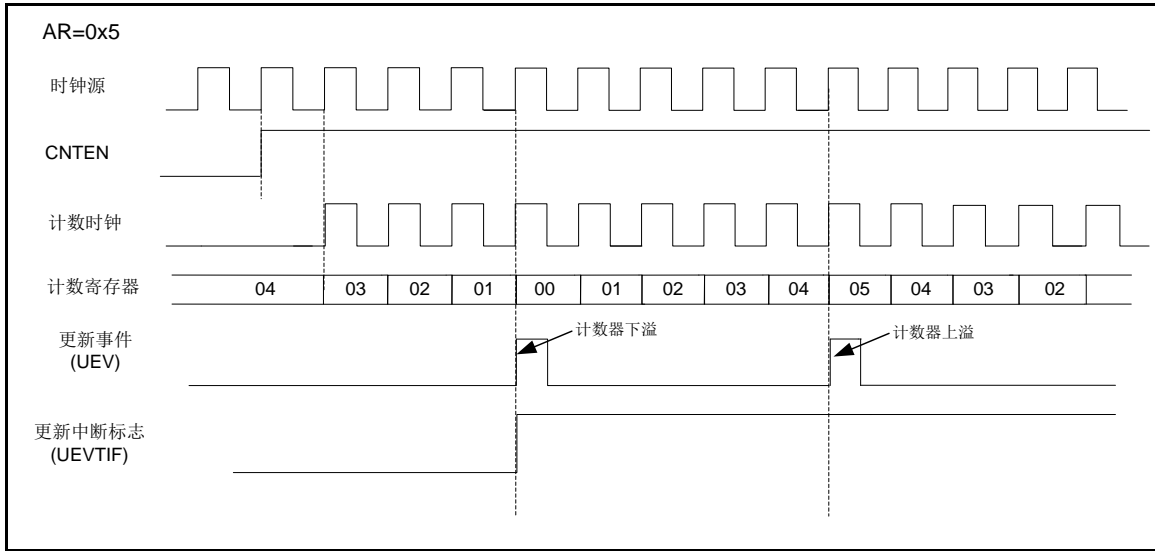 AR=0x5
时钟源
CNTEN
计数时钟
计数寄存器
04 03 02 01 00 01 02 03 04 05 04 03 02
更新事件
(UEV)
计数器下溢
计数器上溢
更新中断标志
(UEVTIF)